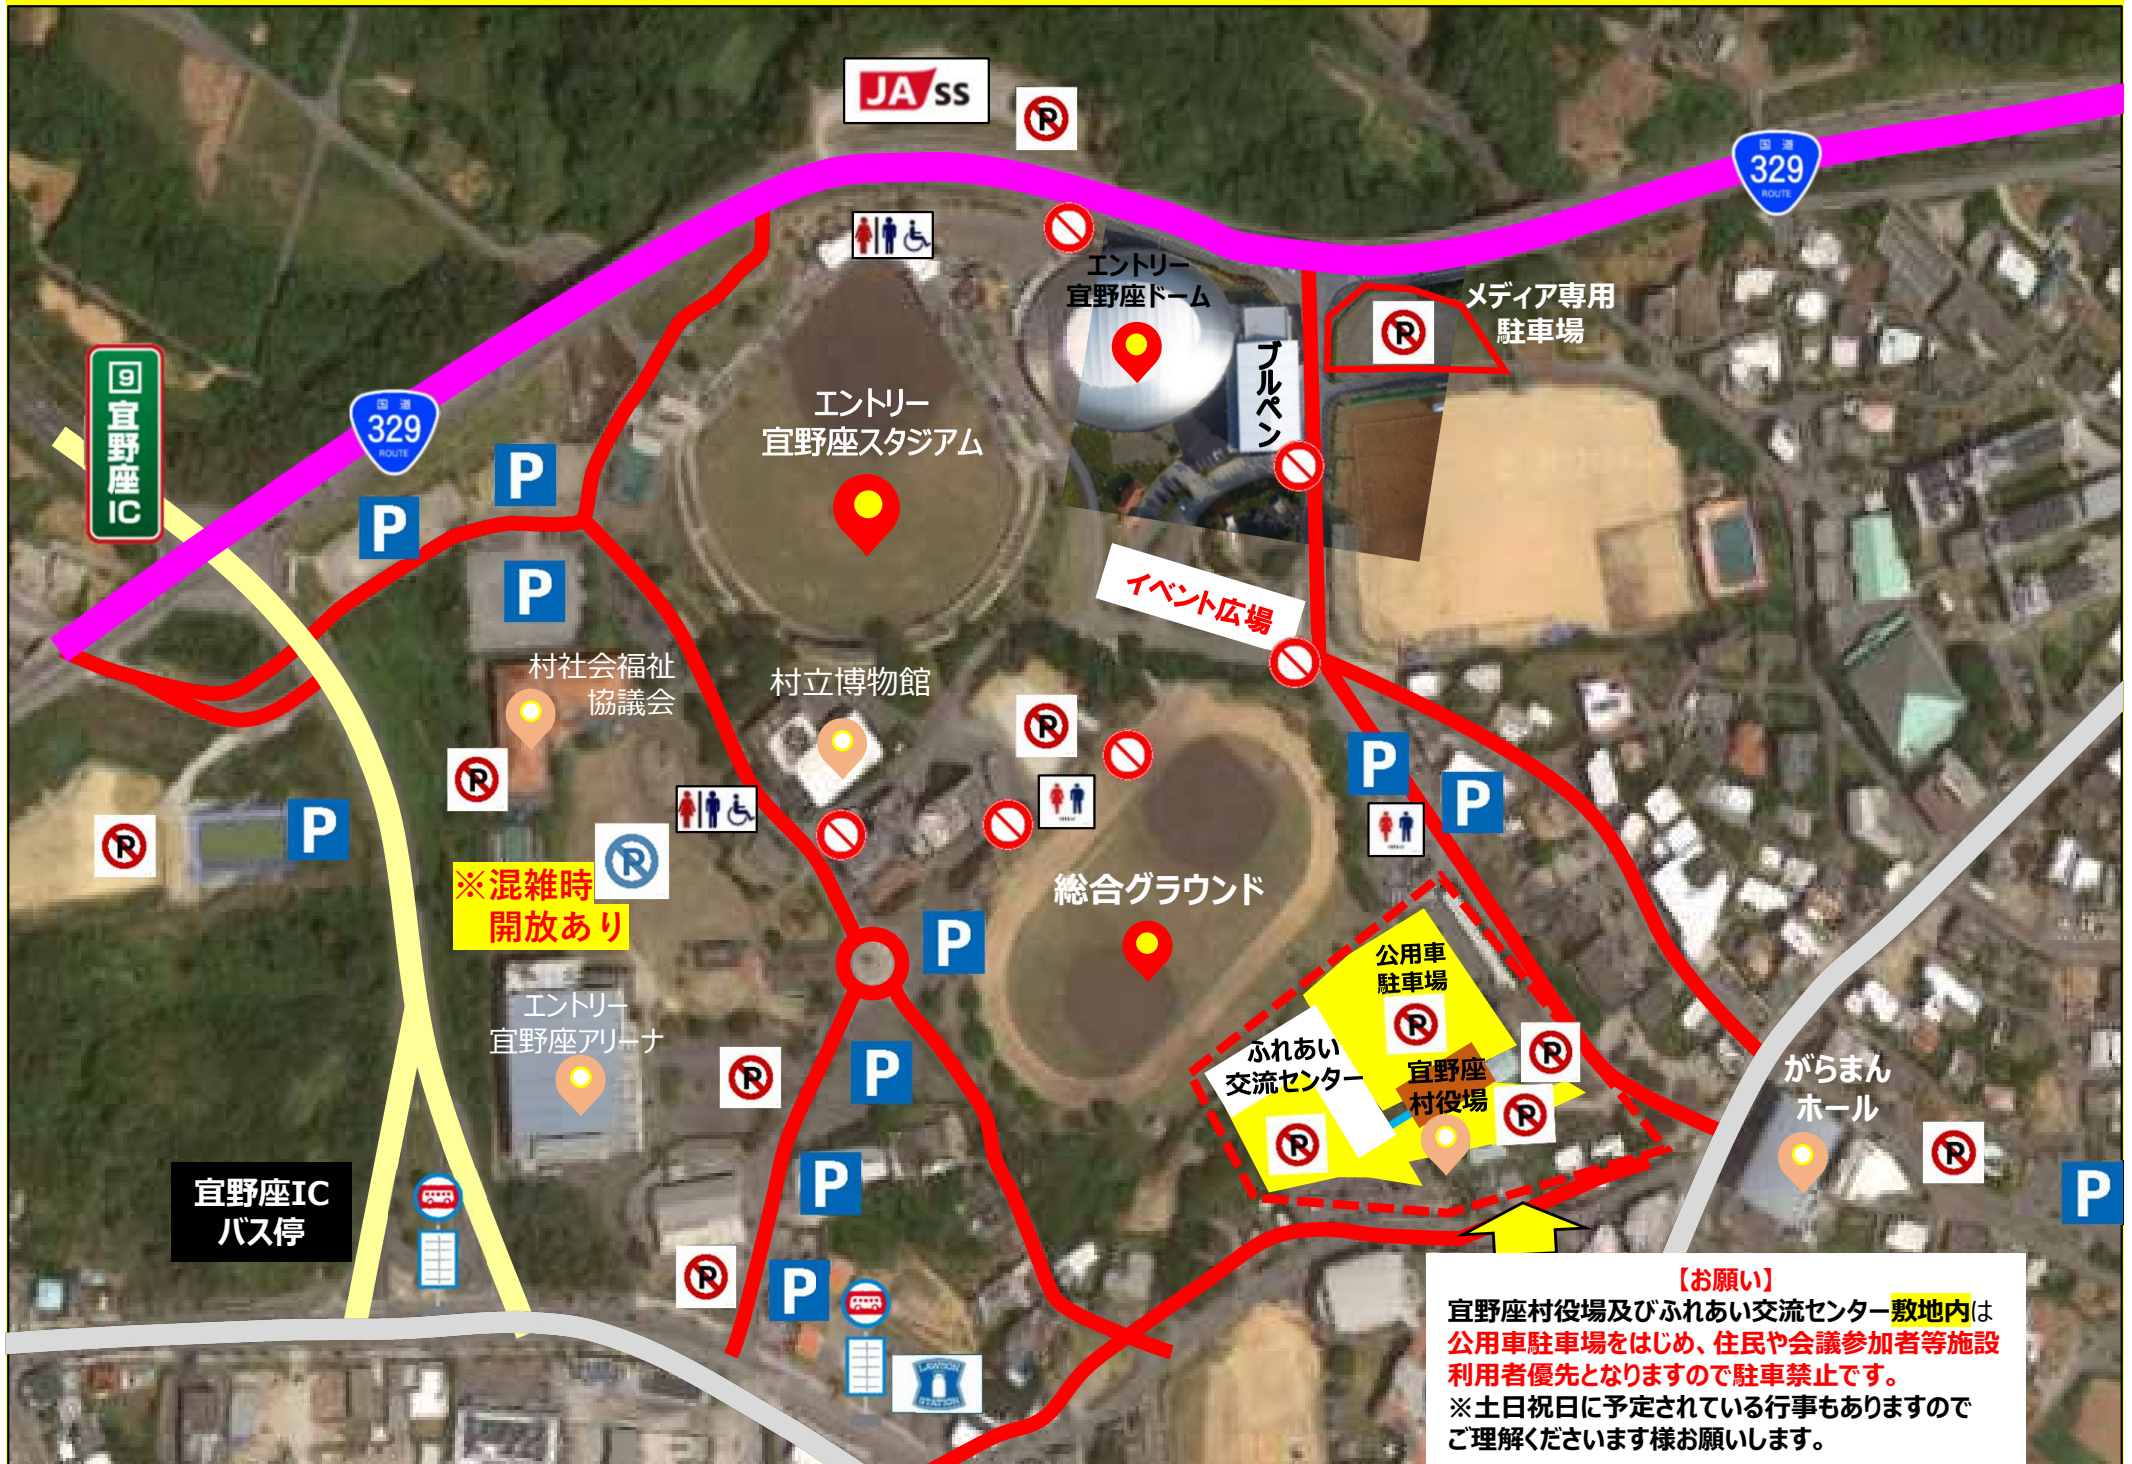 JA SS
P
国道
329
ROUTE
エントリー
宜野座ドーム
メディア専用
駐車場
P
ブルペン
9
宜野座IC
国道
329
ROUTE
エントリー
宜野座スタジアム
P
P
P
イベント広場
村社会福祉
協議会
村立博物館
P
P
P
P
P
P
P
P
※混雑時
開放あり
総合グラウンド
P
公用車
駐車場
P
エントリー
宜野座アリーナ
P
P
ふれあい
交流センター
宜野座
村役場
P
P
P
がらまん
ホール
P
P
宜野座IC
バス停
P
P
P
LAWSON
STATION
【お願い】
宜野座村役場及びふれあい交流センター敷地内は
公用車駐車場をはじめ、住民や会議参加者等施設
利用者優先となりますので駐車禁止です。
※土日祝日に予定されている行事もありますので
ご理解くださいます様お願いします。